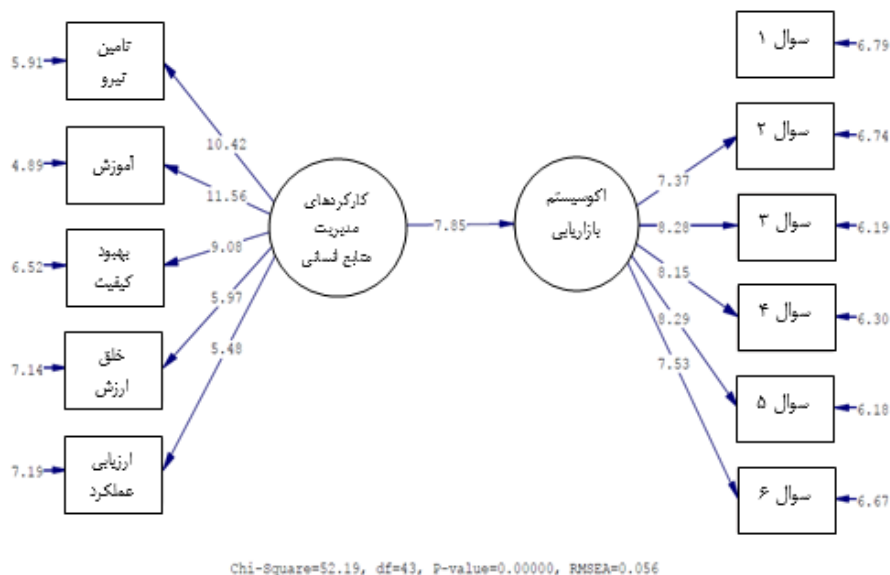 تامین
تیرو
5.91
آموزش
4.89
بهبود
کیفیت
6.52
خلق
ارزش
7.14
ارزیابی
عملکرد
7.19
10.42
11.56
9.08
5.97
5.48
کارکردهای
مدیریت
منابع انسانی
7.85
اکوسیستم
بازاریابی
7.37
8.28
8.15
8.29
7.53
سوال ۱
6.79
سوال ۲
6.74
سوال ۳
6.19
سوال ۴
6.30
سوال ۵
6.18
سوال ۶
6.67
Chi-Square=52.19, df=43, P-value=0.00000, RMSEA=0.056